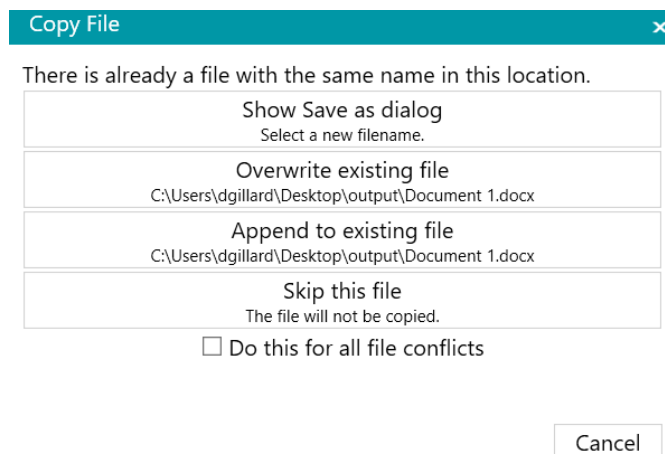 Copy File
There is already a file with the same name in this location.
Show Save as dialog
Select a new filename.
Overwrite existing file
C:\Users\dgillard\Desktop\output\Document 1.docx
Append to existing file
C:\Users\dgillard\Desktop\output\Document 1.docx
Skip this file
The file will not be copied.
Do this for all file conflicts
Cancel